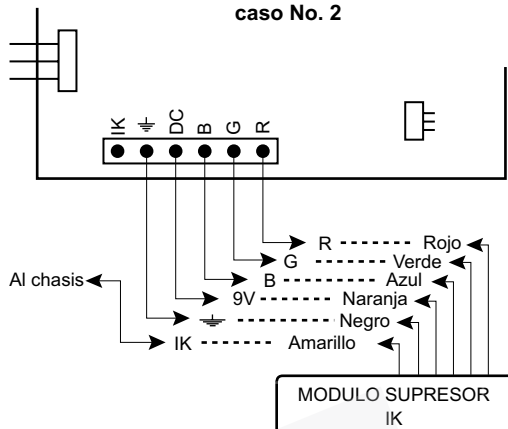 caso No. 2
IK ⏚ DC B G R
R ------ Rojo
G ------ Verde
B ------ Azul
Al chasis
9V ------ Naranja
⏚ ------ Negro
IK ------ Amarillo
MODULO SUPRESOR
IK